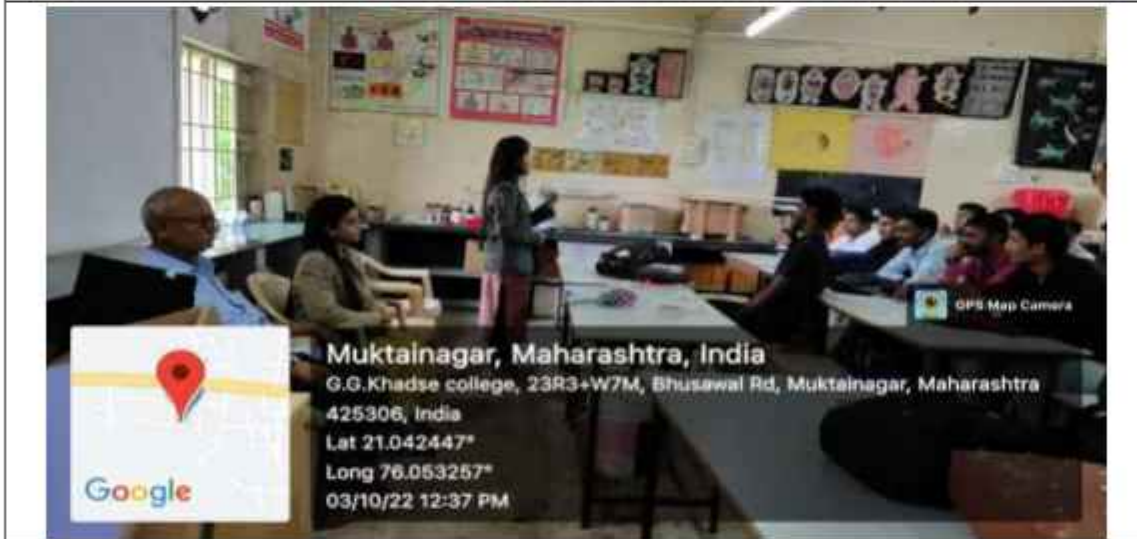 GPS Map Camera
Muktainagar, Maharashtra, India
G.G.Khadse college, 23R3+W7M, Bhusawal Rd, Muktainagar, Maharashtra
425306, India
Lat 21.042447°
Long 76.053257°
03/10/22 12:37 PM
Google